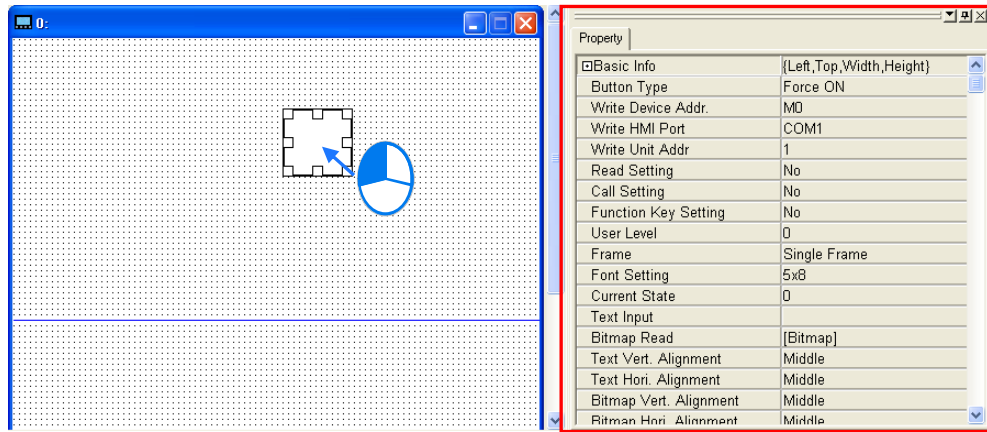 0:
Property
Basic Info {Left,Top,Width,Height}
Button Type Force ON
Write Device Addr. M0
Write HMI Port COM1
Write Unit Addr 1
Read Setting No
Call Setting No
Function Key Setting No
User Level 0
Frame Single Frame
Font Setting 5x8
Current State 0
Text Input
Bitmap Read [Bitmap]
Text Vert. Alignment Middle
Text Hori. Alignment Middle
Bitmap Vert. Alignment Middle
Bitmap Hori. Alignment Middle